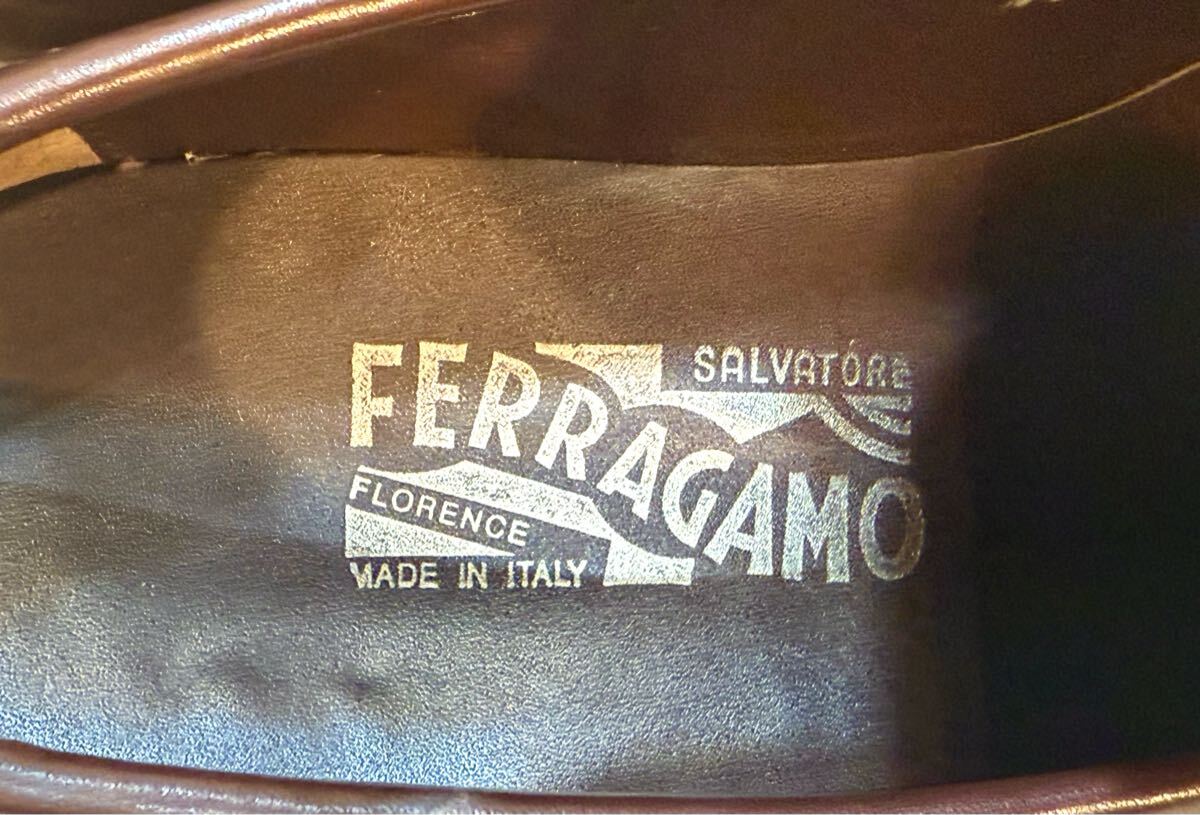 SALVATORE
FERRAGAMO
FLORENCE
MADE IN ITALY